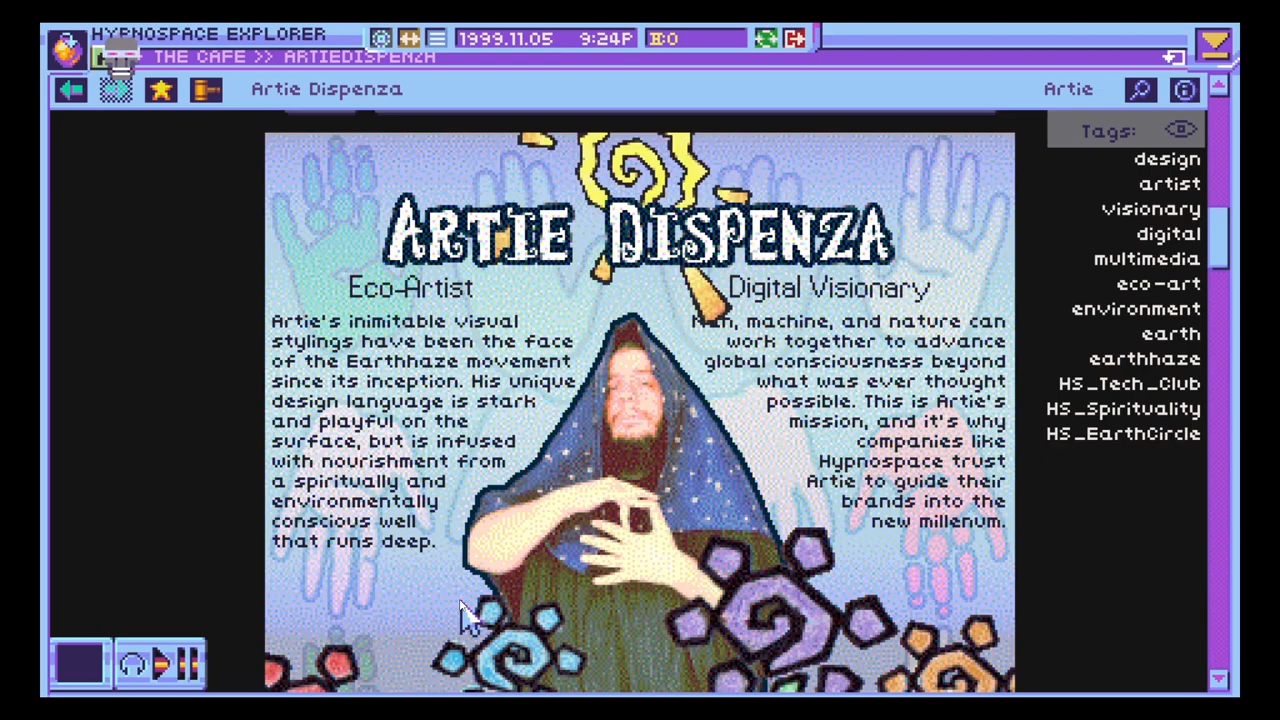 HYPNOSPACE EXPLORER
1999.11.05 9:24P
:0
THE CAFE >> ARTIEDISPENZA
Artie Dispenza
Artie
Tags:
design
artist
visionary
digital
multimedia
eco-art
environment
earth
earthhaze
HS_Tech_Club
HS_Spirituality
HS_EarthCircle
ARTIE DISPENZA
Eco-Artist
Artie's inimitable visual
stylings have been the face
of the Earthhaze movement
since its inception. His unique
design language is stark
and playful on the
surface, but is infused
with nourishment from
a spiritually and
environmentally
conscious well
that runs deep.
Digital Visionary
machine, and nature can
work together to advance
global consciousness beyond
what was ever thought
possible. This is Artie's
mission, and it's why
companies like
Hypnospace trust
Artie to guide their
brands into the
new millenum.